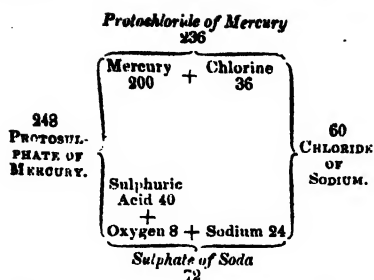 Protochloride of Mercury
236
Mercury + Chlorine
200 36
248
PROTOSUL-
PHATE OF
MERCURY.
60
CHLORIDE
OF
SODIUM.
Sulphuric
Acid 40
+
Oxygen 8 + Sodium 24
Sulphate of Soda
72